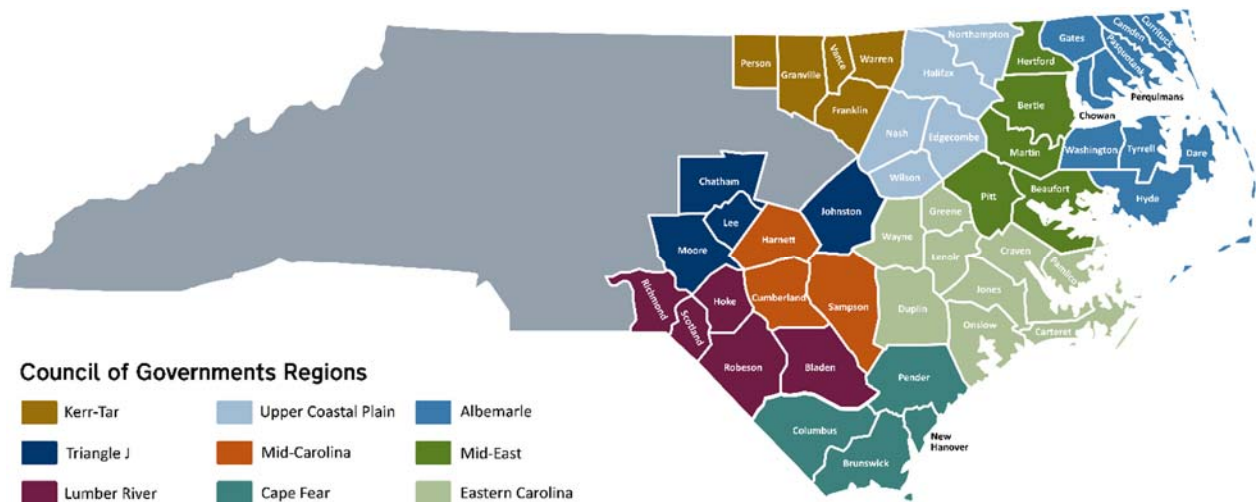 Northampton
Gates
Camden
Currituck
Pasquotank
Person
Granville
Vance
Warren
Halifax
Hertford
Perquimans
Franklin
Bertie
Chowan
Nash
Edgecombe
Martin
Washington
Tyrrell
Dare
Chatham
Wilson
Pitt
Beaufort
Hyde
Lee
Johnston
Greene
Moore
Harnett
Wayne
Lenoir
Craven
Pamlico
Richmond
Hoke
Cumberland
Sampson
Duplin
Jones
Scotland
Onslow
Carteret
Robeson
Bladen
Pender
Columbus
New
Hanover
Brunswick
Council of Governments Regions
Kerr-Tar
Upper Coastal Plain
Albemarle
Triangle J
Mid-Carolina
Mid-East
Lumber River
Cape Fear
Eastern Carolina